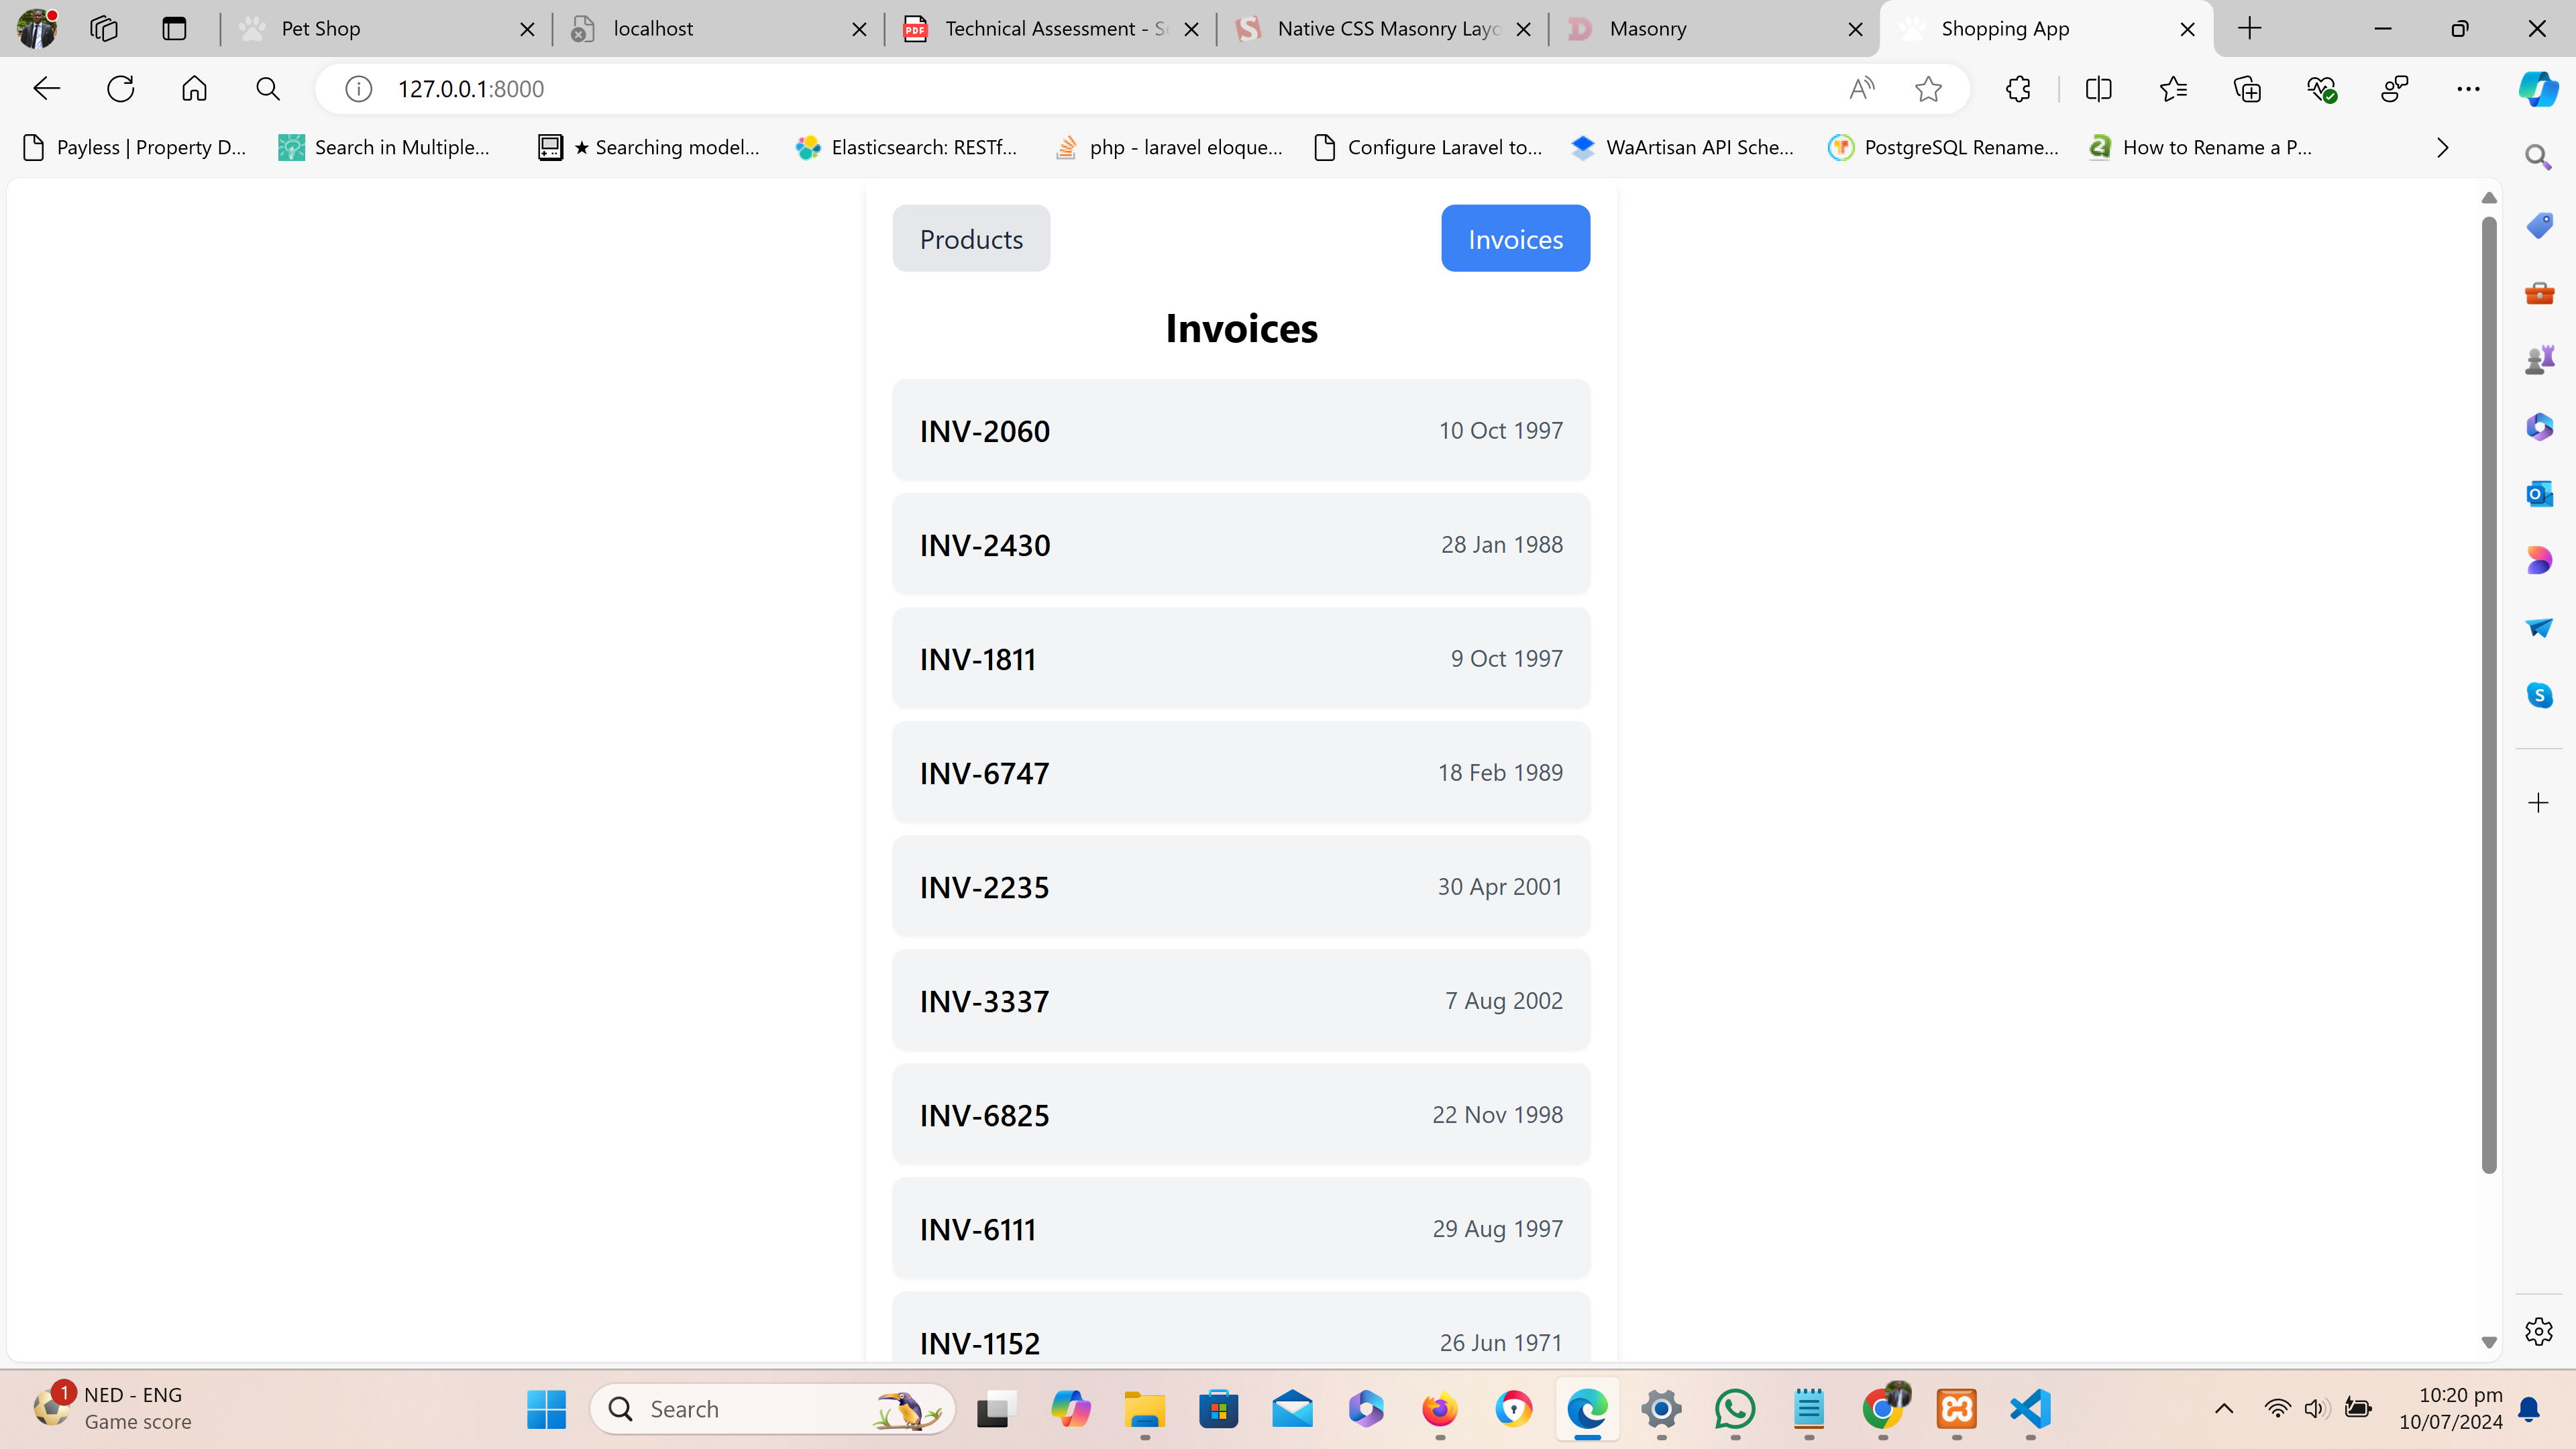 Pet Shop
localhost
Technical Assessment - S
Native CSS Masonry Layo
Masonry
Shopping App
127.0.0.1:8000
Payless | Property D...
Search in Multiple...
★ Searching model...
Elasticsearch: RESTf...
php - laravel eloque...
Configure Laravel to...
WaArtisan API Sche...
PostgreSQL Rename...
How to Rename a P...
Products
Invoices
Invoices
INV-2060 10 Oct 1997
INV-2430 28 Jan 1988
INV-1811 9 Oct 1997
INV-6747 18 Feb 1989
INV-2235 30 Apr 2001
INV-3337 7 Aug 2002
INV-6825 22 Nov 1998
INV-6111 29 Aug 1997
INV-1152 26 Jun 1971
1
NED - ENG
Game score
Search
10:20 pm
10/07/2024